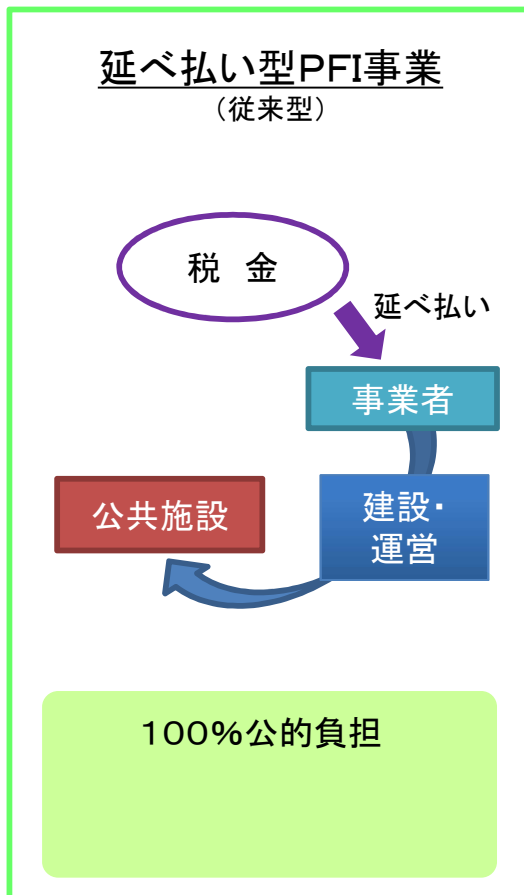 延べ払い型PFI事業
（従来型）
税　金
延べ払い
事業者
公共施設
建設・
運営
１００％公的負担